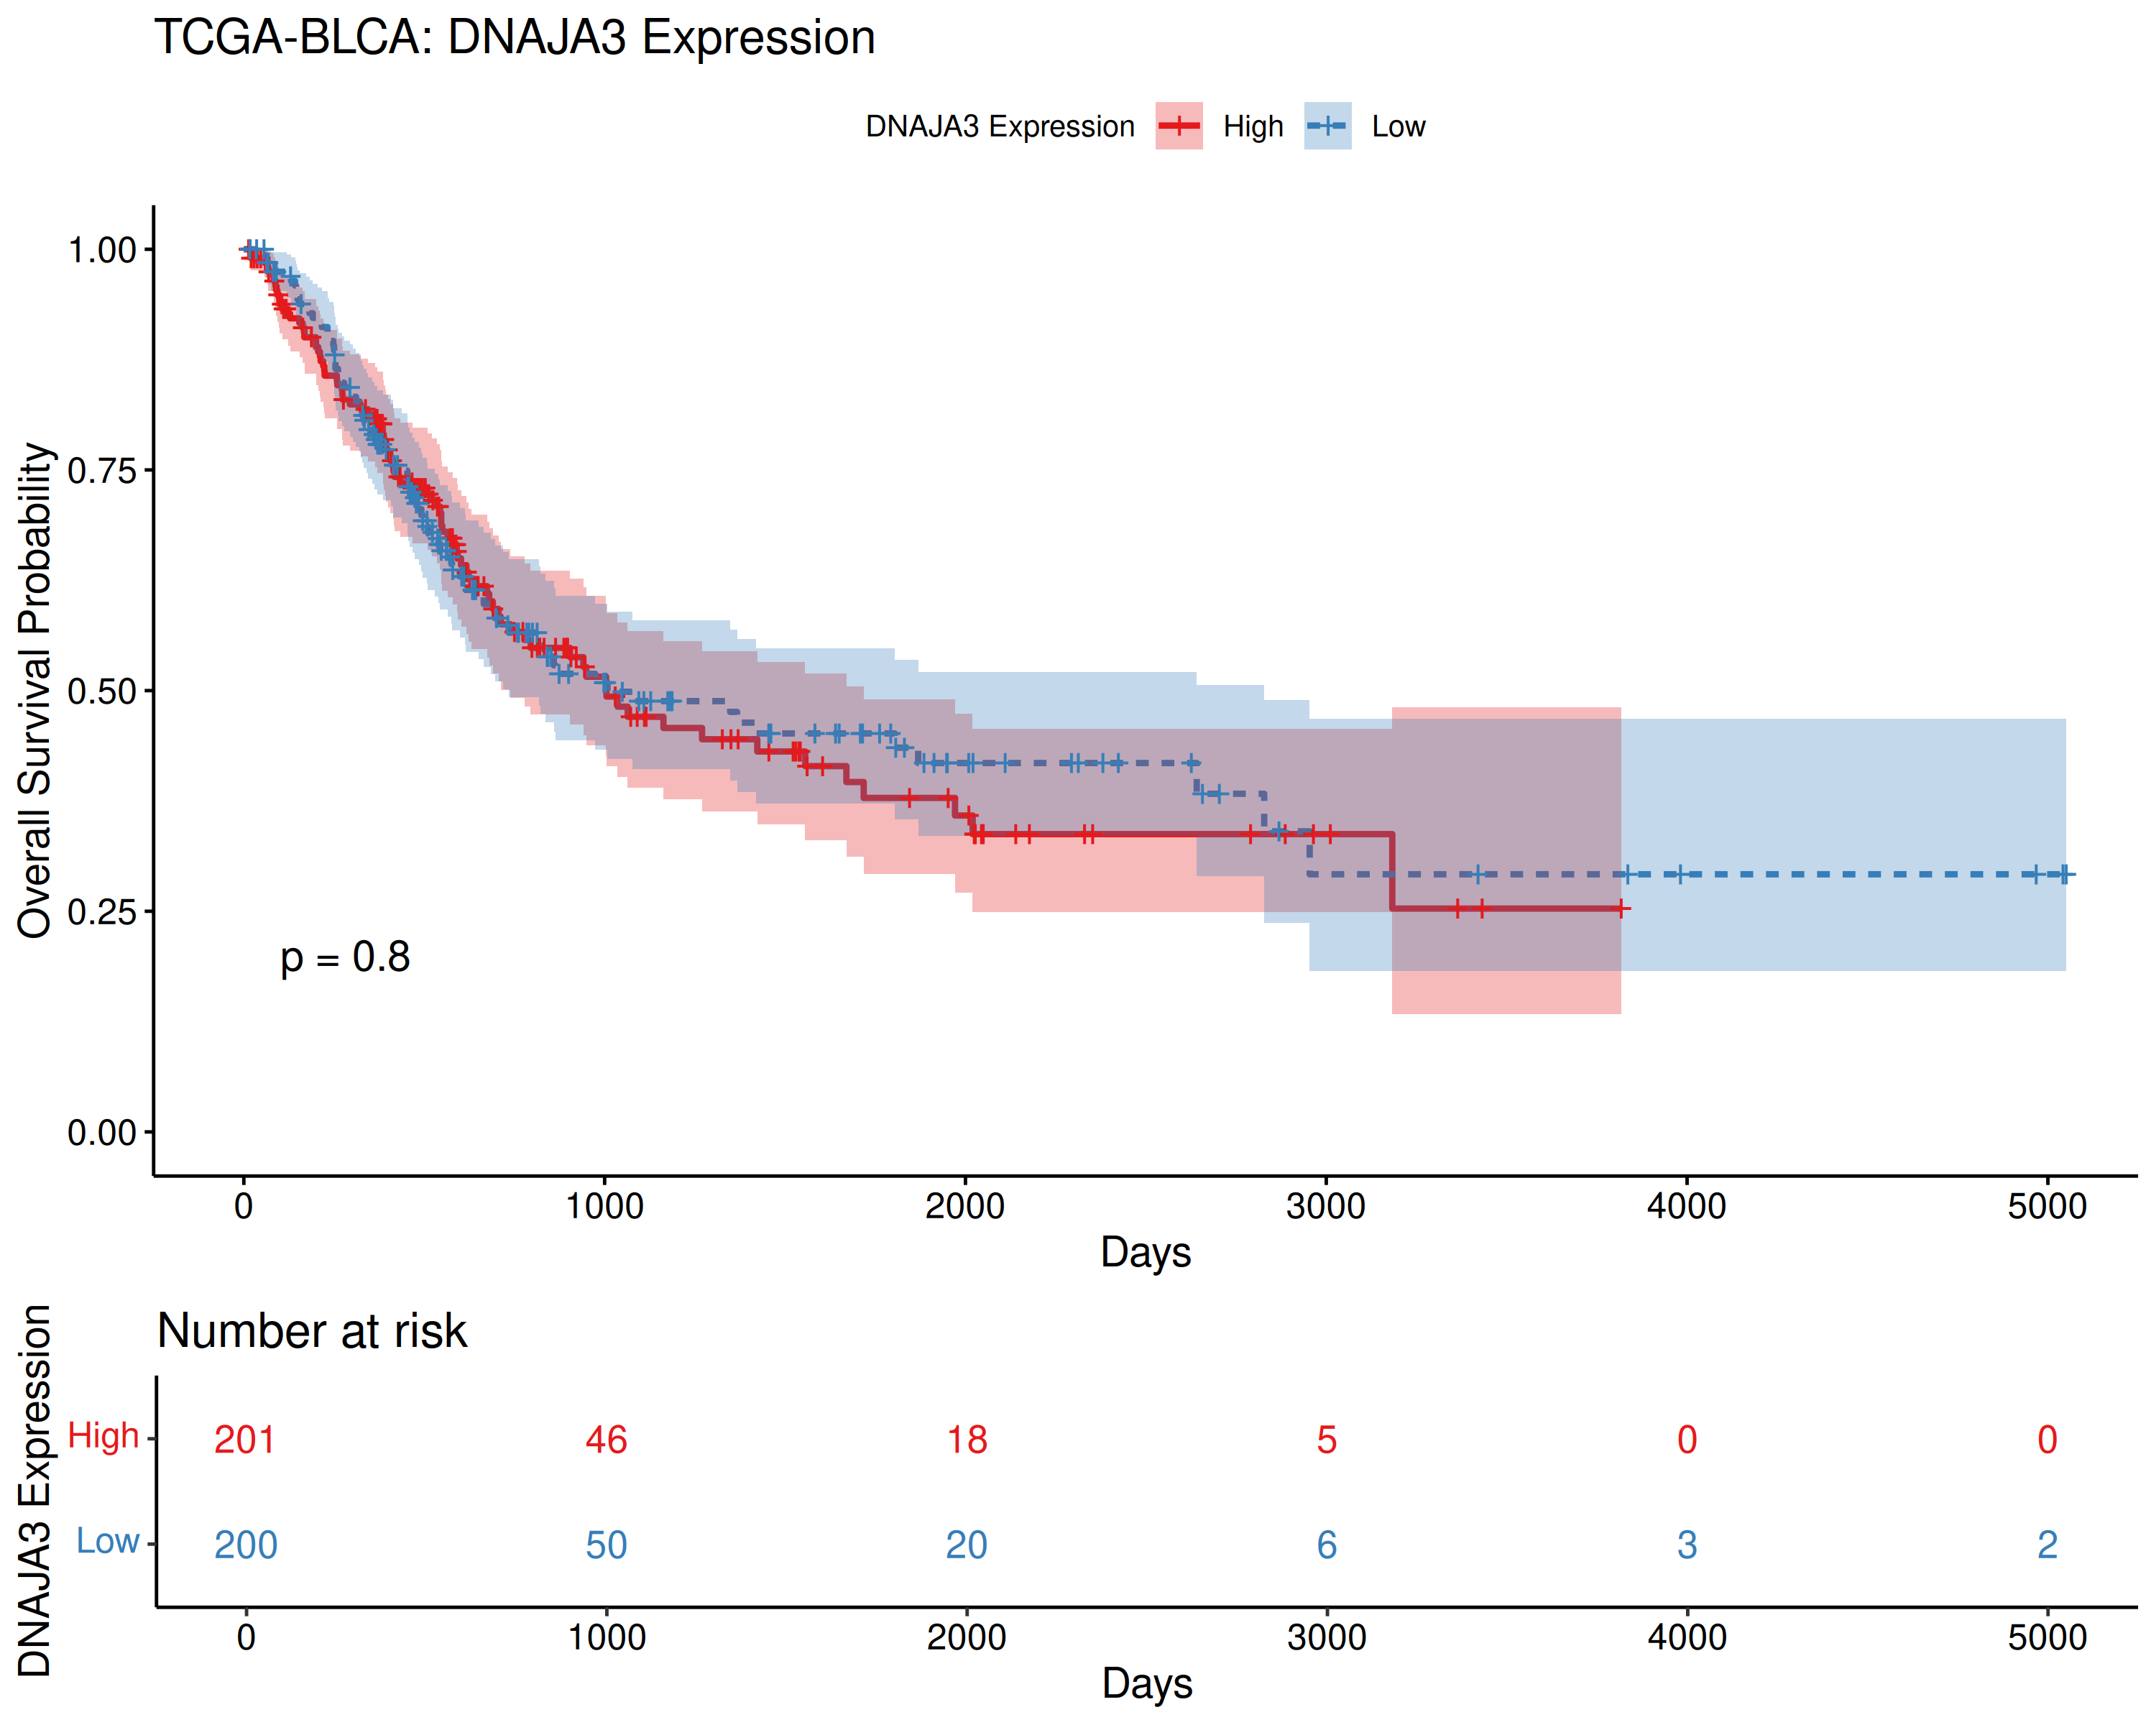 TCGA-BLCA: DNAJA3 Expression
DNAJA3 Expression High Low
Overall Survival Probability
1.00
0.75
0.50
0.25
0.00
p = 0.8
0 1000 2000 3000 4000 5000
Days
Number at risk
DNAJA3 Expression
High 201 46 18 5 0 0
Low 200 50 20 6 3 2
0 1000 2000 3000 4000 5000
Days